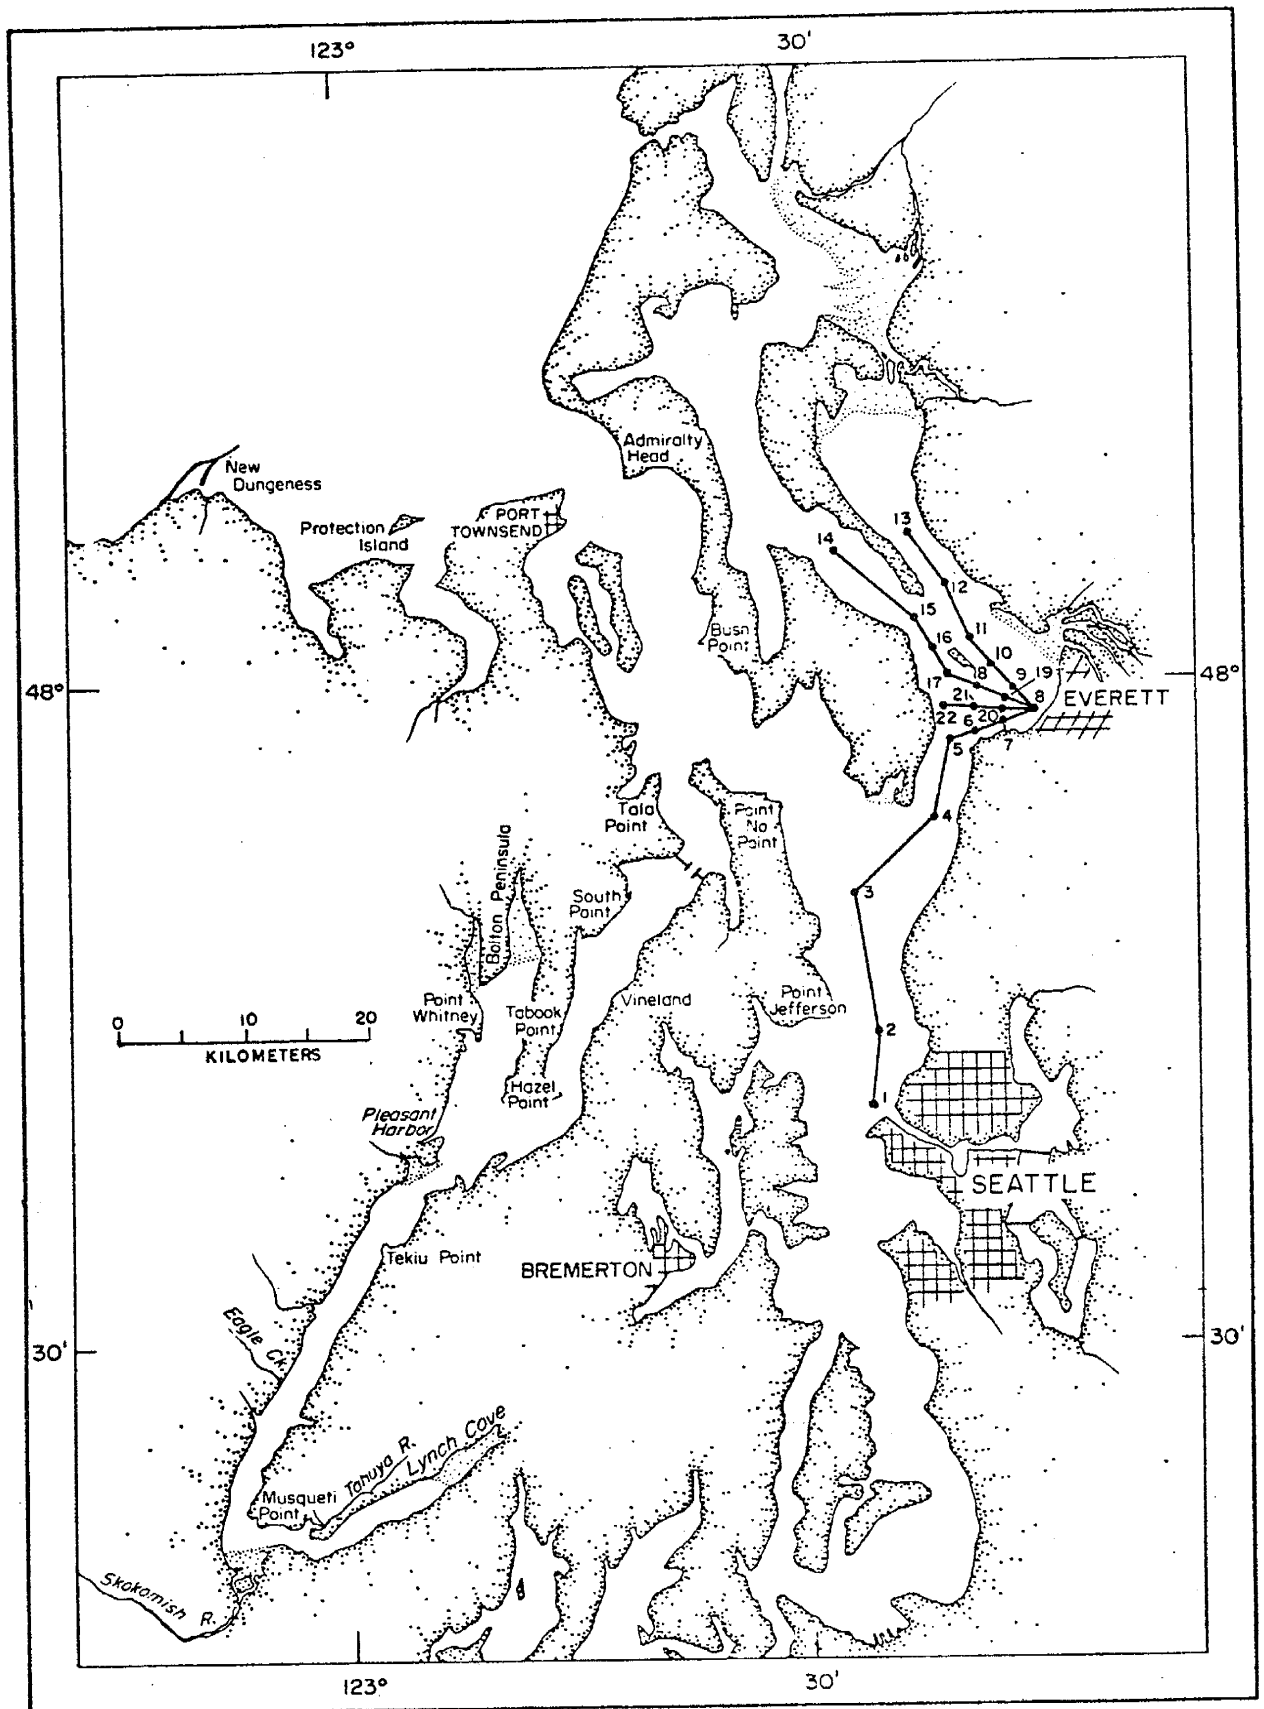 123°
30'
Admiralty
Head
New
Dungeness
Protection
Island
PORT
TOWNSEND
13
14
12
15
11
16
10
Busn
Point
9
19
17
18
8
48°
48°
EVERETT
21
22
6
20
7
5
4
Tala
Point
Point
No
Point
Bolton Peninsula
3
South
Point
Point
Whitney
Tabook
Point
Vineland
Point
Jefferson
0
10
20
KILOMETERS
2
Hazel
Point
1
Pleasant
Harbor
SEATTLE
Tekiu Point
BREMERTON
Eagle Ck.
30'
30'
Lynch Cove
Tahuya R.
Musqueti
Point
Skokomish R.
123°
30'